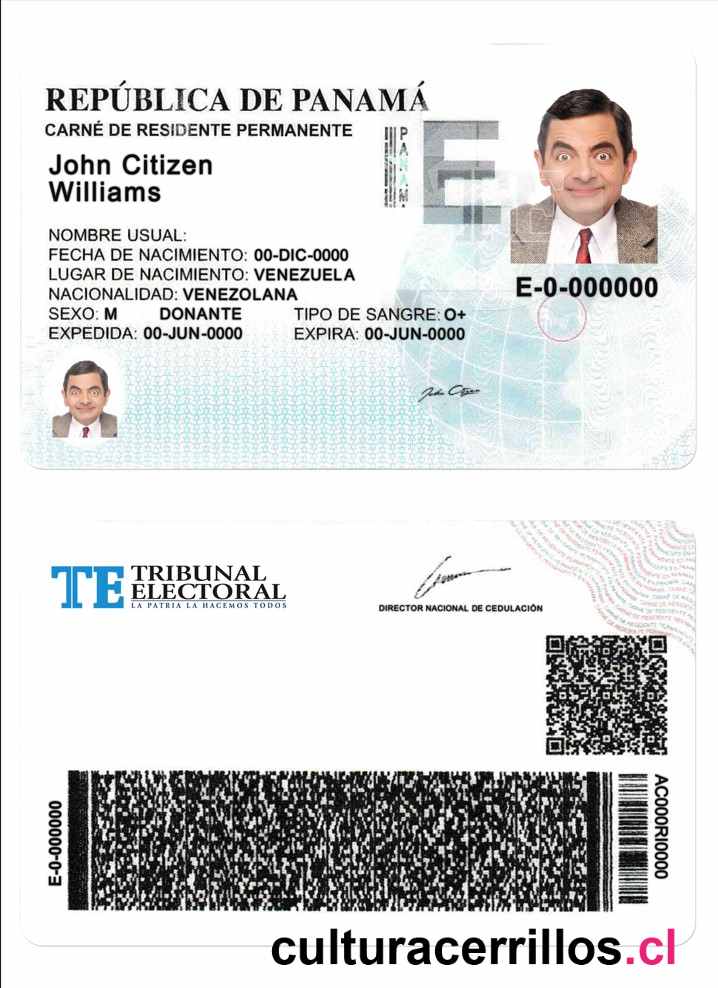 REPÚBLICA DE PANAMÁ
CARNÉ DE RESIDENTE PERMANENTE
John Citizen
Williams
PANAMÁ
E
NOMBRE USUAL:
FECHA DE NACIMIENTO: 00-DIC-0000
LUGAR DE NACIMIENTO: VENEZUELA
NACIONALIDAD: VENEZOLANA
SEXO: M DONANTE TIPO DE SANGRE: O+
EXPEDIDA: 00-JUN-0000 EXPIRA: 00-JUN-0000
E-0-000000
John Citizen
TE TRIBUNAL
ELECTORAL
LA PATRIA LA HACEMOS TODOS
DIRECTOR NACIONAL DE CEDULACIÓN
E-0-000000
AC000RI0000
culturacerrillos.cl